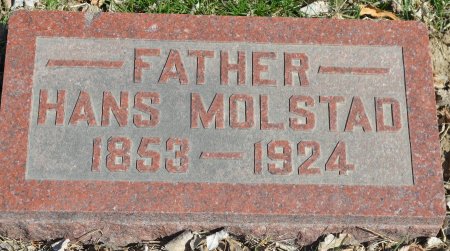 — FATHER —
HANS MOLSTAD
1853 — 1924